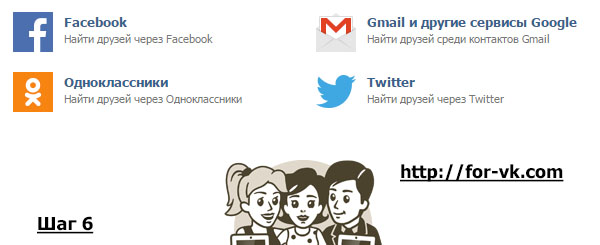 Facebook
Найти друзей через Facebook
Gmail и другие сервисы Google
Найти друзей среди контактов Gmail
Одноклассники
Найти друзей через Одноклассники
Twitter
Найти друзей через Twitter
http://for-vk.com
Шаг 6